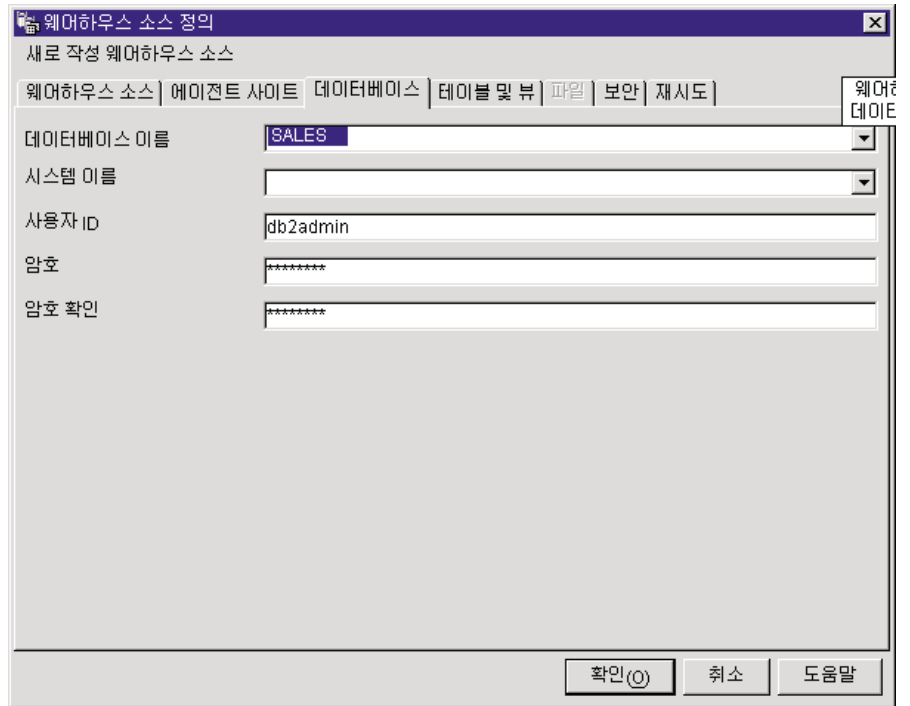 웨어하우스 소스 정의
새로 작성 웨어하우스 소스
웨어하우스 소스 에이전트 사이트 데이터베이스 테이블 및 뷰 파일 보안 재시도
데이터베이스 이름 SALES
시스템 이름
사용자 ID db2admin
암호 ********
암호 확인 ********
확인(O) 취소 도움말